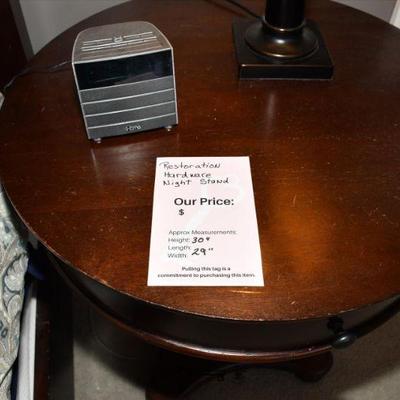 iHome
Restoration
Hardware
Night Stand
Our Price:
$
Approx Measurements:
Height: 30"
Length:
Width: 29"
Pulling this tag is a
commitment to purchasing this item.